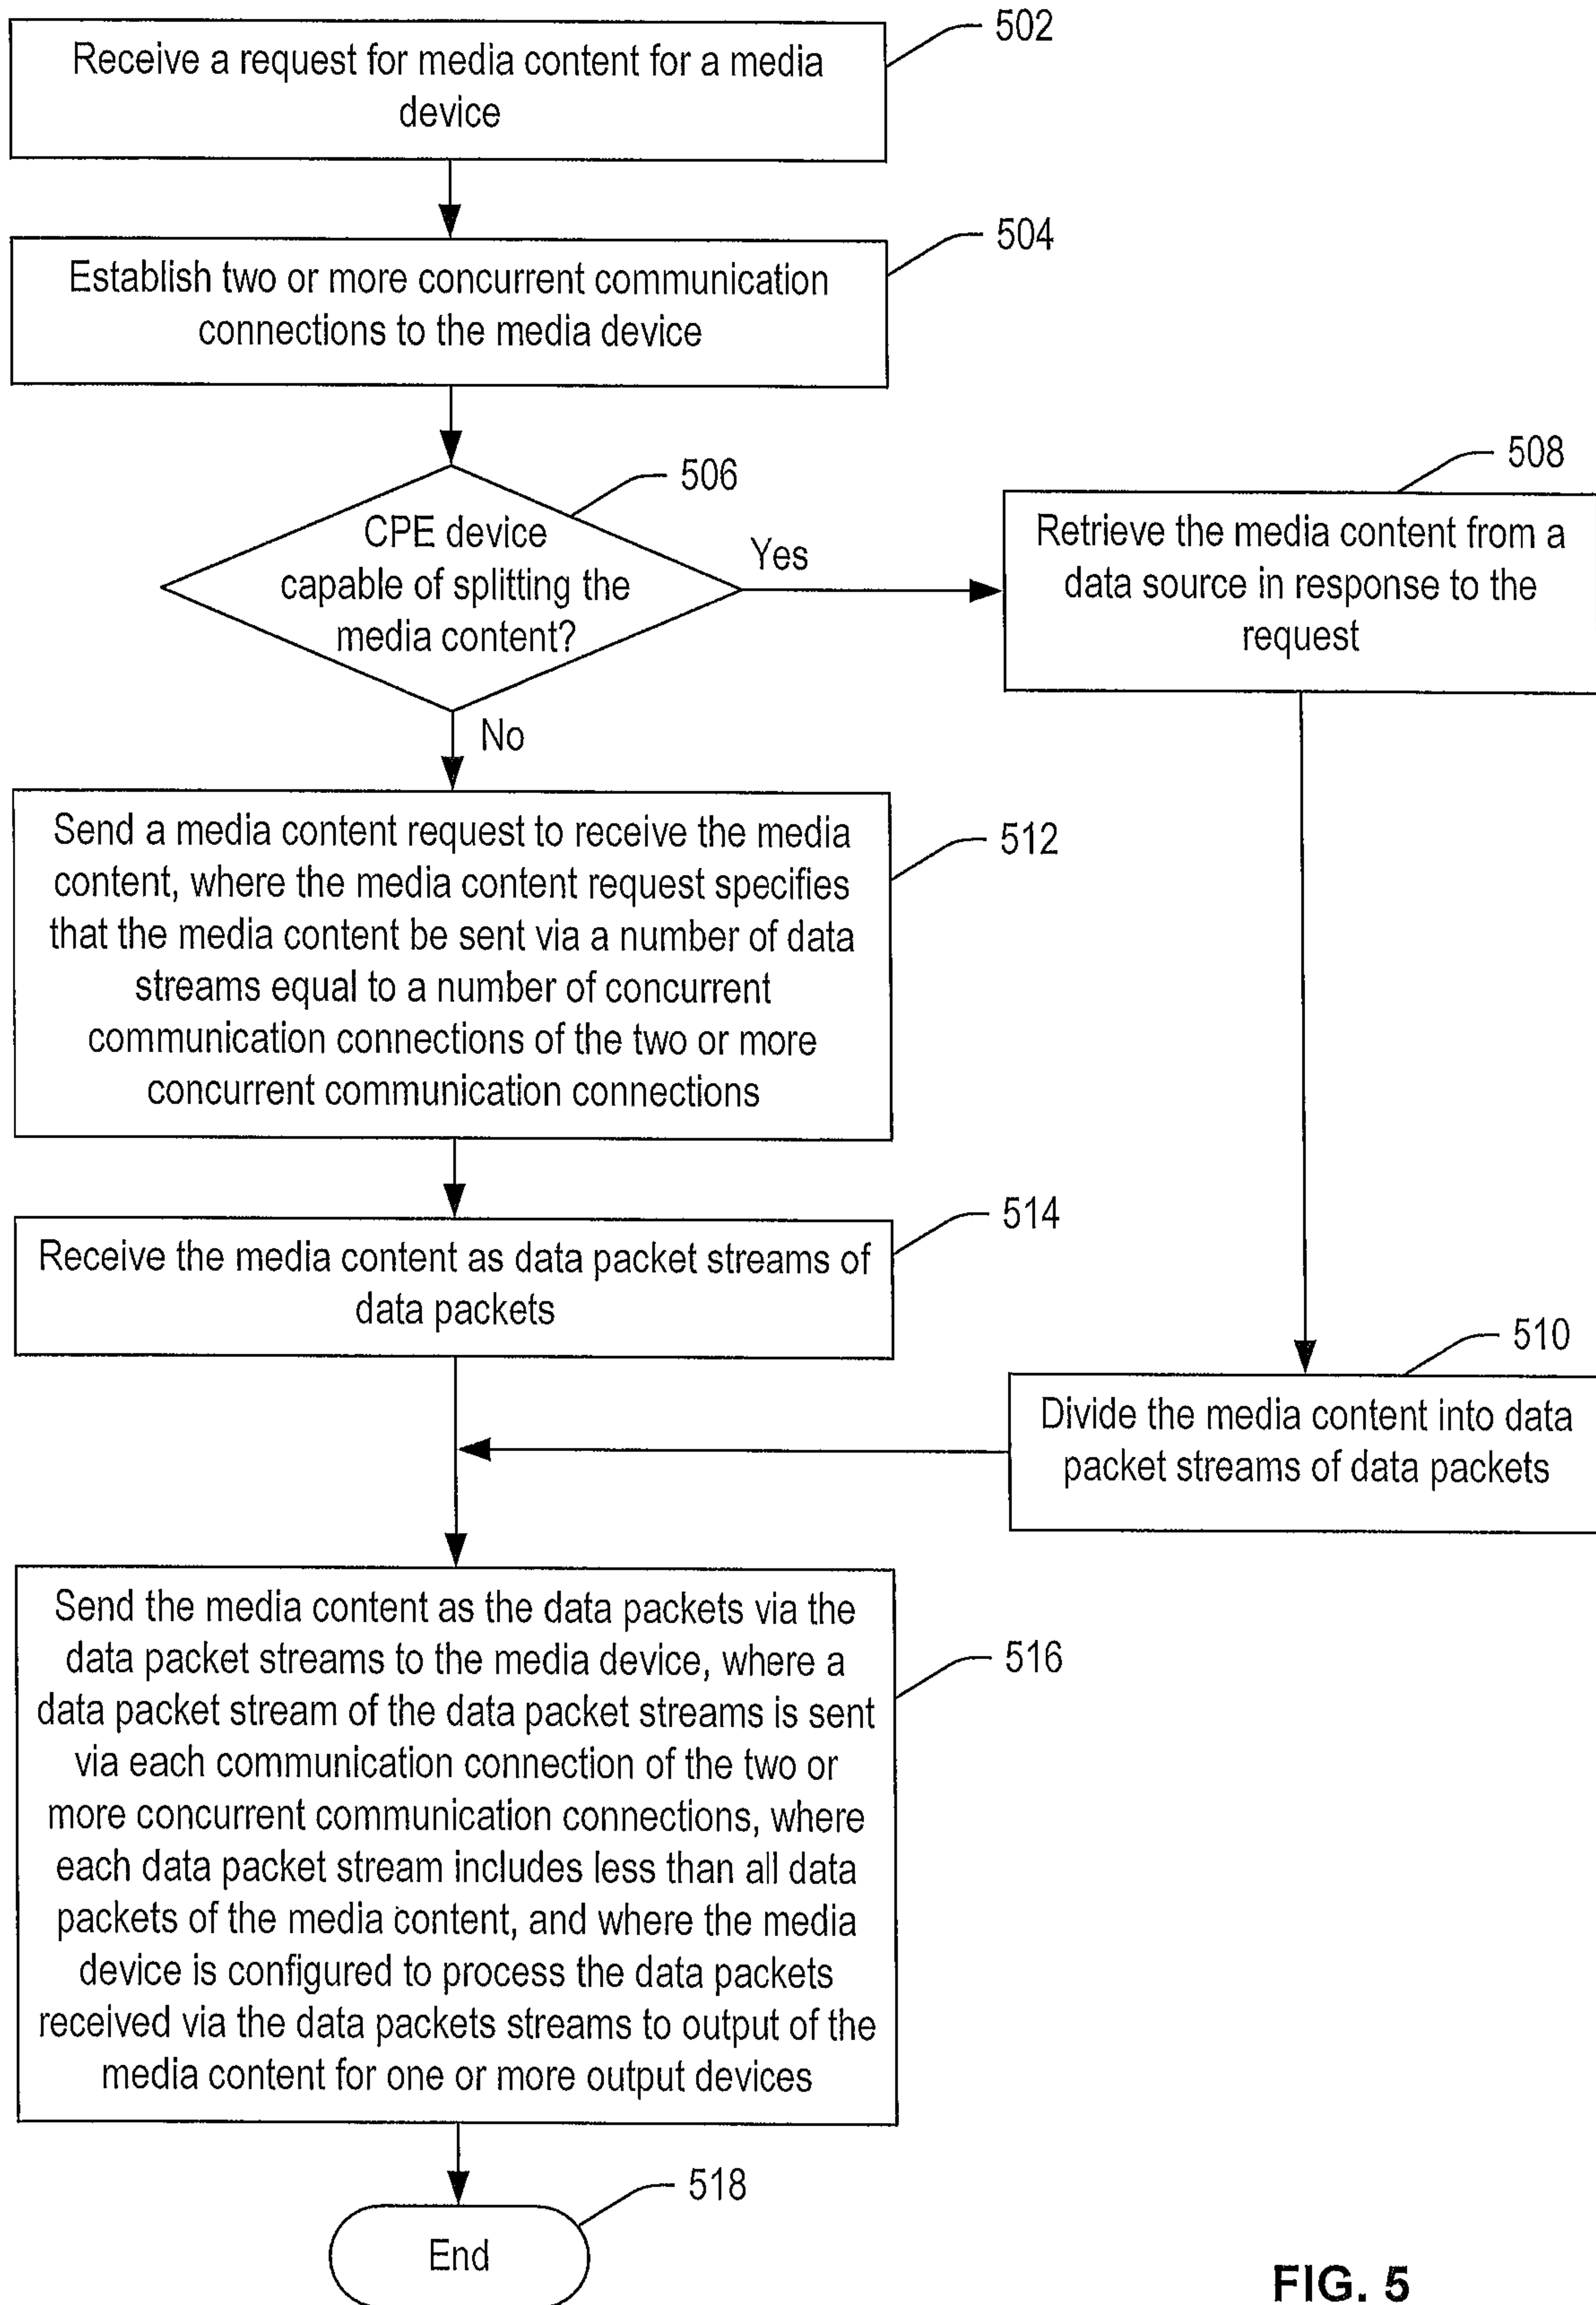 502
Receive a request for media content for a media
device
504
Establish two or more concurrent communication
connections to the media device
506
CPE device
capable of splitting the
media content?
Yes
508
Retrieve the media content from a
data source in response to the
request
No
512
Send a media content request to receive the media
content, where the media content request specifies
that the media content be sent via a number of data
streams equal to a number of concurrent
communication connections of the two or more
concurrent communication connections
514
Receive the media content as data packet streams of
data packets
510
Divide the media content into data
packet streams of data packets
516
Send the media content as the data packets via the
data packet streams to the media device, where a
data packet stream of the data packet streams is sent
via each communication connection of the two or
more concurrent communication connections, where
each data packet stream includes less than all data
packets of the media content, and where the media
device is configured to process the data packets
received via the data packets streams to output of the
media content for one or more output devices
518
End
FIG. 5